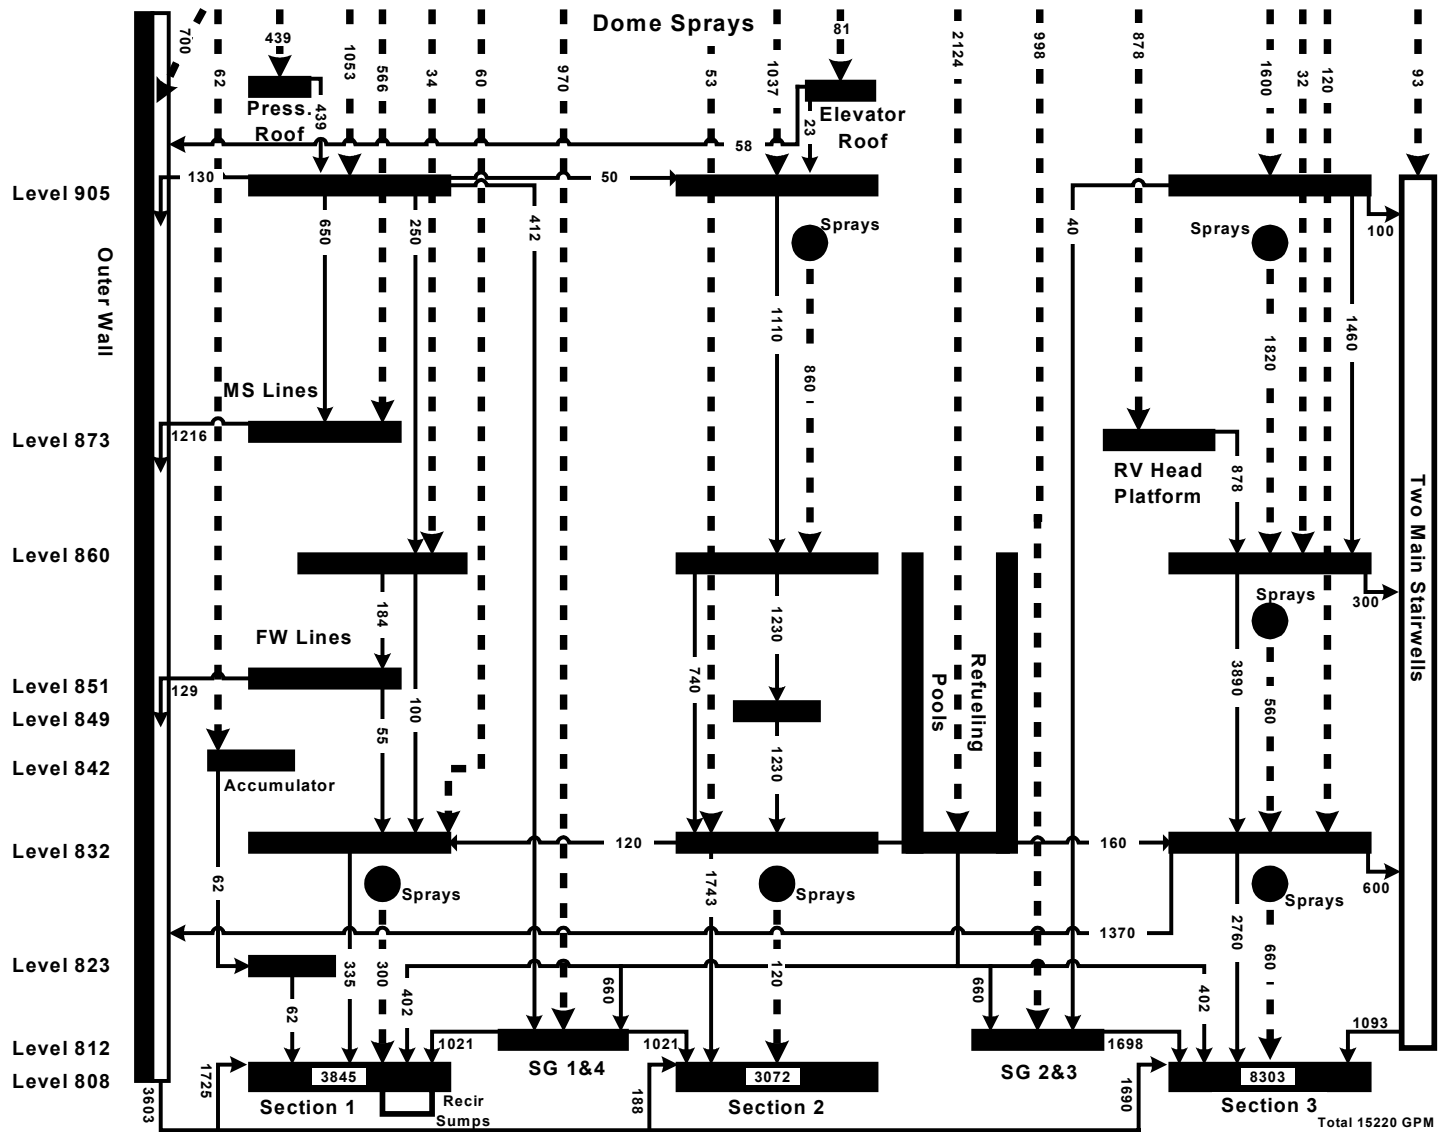 Dome Sprays
700
62
439
1053
566
34
60
970
53
1037
81
2124
998
878
1600
32
120
93
Press.
Roof
439
Elevator
Roof
23
58
Level 905
130
50
412
40
100
650
250
Sprays
Sprays
Outer Wall
1110
860
1820
1460
MS Lines
Level 873
1216
RV Head
Platform
878
Two Main Stairwells
Level 860
184
Sprays
300
FW Lines
1230
740
Refueling
Pools
3890
560
Level 851
129
Level 849
55
100
1230
Level 842
Accumulator
Level 832
120
160
62
Sprays
1743
Sprays
Sprays
600
1370
2760
Level 823
335
300
402
660
120
660
402
660
62
Level 812
1021
1021
1698
1093
SG 1&4
SG 2&3
Level 808
3845
3072
8303
3603
1725
188
1690
Section 1
Recir
Sumps
Section 2
Section 3
Total 15220 GPM